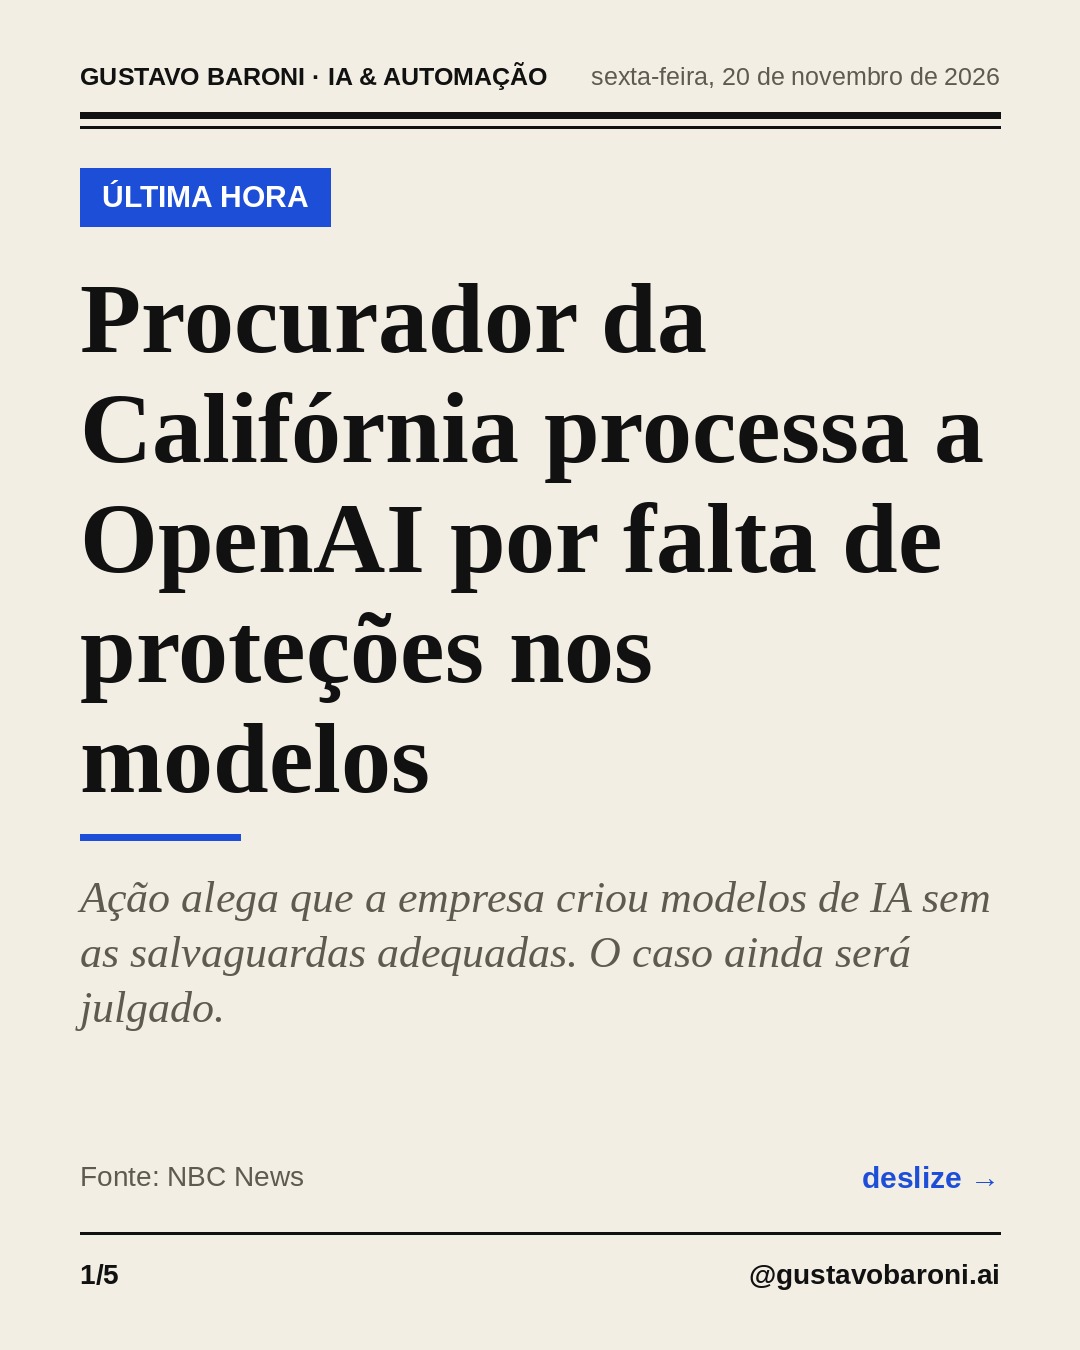 GUSTAVO BARONI · IA & AUTOMAÇÃO
sexta-feira, 20 de novembro de 2026
ÚLTIMA HORA
Procurador da
Califórnia processa a
OpenAI por falta de
proteções nos
modelos
Ação alega que a empresa criou modelos de IA sem
as salvaguardas adequadas. O caso ainda será
julgado.
Fonte: NBC News
deslize →
1/5
@gustavobaroni.ai